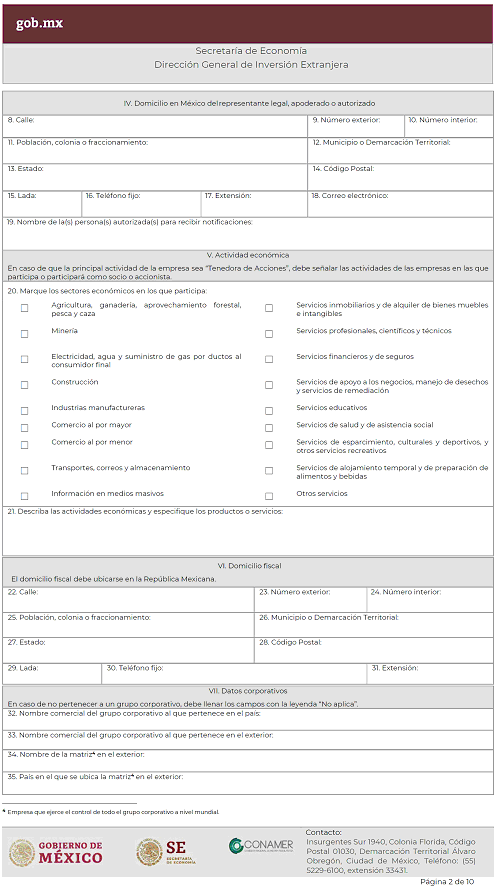 gob.mx
Secretaría de Economía
Dirección General de Inversión Extranjera
IV. Domicilio en México del representante legal, apoderado o autorizado
8. Calle:
9. Número exterior:
10. Número interior:
11. Población, colonia o fraccionamiento:
12. Municipio o Demarcación Territorial:
13. Estado:
14. Código Postal:
15. Lada:
16. Teléfono fijo:
17. Extensión:
18. Correo electrónico:
19. Nombre de la(s) persona(s) autorizada(s) para recibir notificaciones:
V. Actividad económica
En caso de que la principal actividad de la empresa sea "Tenedora de Acciones", debe señalar las actividades de las empresas en las que
participa o participará como socio o accionista.
20. Marque los sectores económicos en los que participa:
Agricultura, ganadería, aprovechamiento forestal,
pesca y caza
Servicios inmobiliarios y de alquiler de bienes muebles
e intangibles
Minería
Servicios profesionales, científicos y técnicos
Electricidad, agua y suministro de gas por ductos al
consumidor final
Servicios financieros y de seguros
Construcción
Servicios de apoyo a los negocios, manejo de desechos
y servicios de remediación
Industrias manufactureras
Servicios educativos
Comercio al por mayor
Servicios de salud y de asistencia social
Comercio al por menor
Servicios de esparcimiento, culturales y deportivos, y
otros servicios recreativos
Transportes, correos y almacenamiento
Servicios de alojamiento temporal y de preparación de
alimentos y bebidas
Información en medios masivos
Otros servicios
21. Describa las actividades económicas y especifique los productos o servicios:
VI. Domicilio fiscal
El domicilio fiscal debe ubicarse en la República Mexicana.
22. Calle:
23. Número exterior:
24. Número interior:
25. Población, colonia o fraccionamiento:
26. Municipio o Demarcación Territorial:
27. Estado:
28. Código Postal:
29. Lada:
30. Teléfono fijo:
31. Extensión:
VII. Datos corporativos
En caso de no pertenecer a un grupo corporativo, debe llenar los campos con la leyenda "No aplica".
32. Nombre comercial del grupo corporativo al que pertenece en el país:
33. Nombre comercial del grupo corporativo al que pertenece en el exterior:
34. Nombre de la matriz* en el exterior:
35. País en el que se ubica la matriz* en el exterior:
* Empresa que ejerce el control de todo el grupo corporativo a nivel mundial.
GOBIERNO DE
MÉXICO
SE
SECRETARÍA
DE ECONOMÍA
CONAMER
Contacto:
Insurgentes Sur 1940, Colonia Florida, Código
Postal 01030, Demarcación Territorial Álvaro
Obregón, Ciudad de México, Teléfono: (55)
5229-6100, extensión 33431.
Página 2 de 10